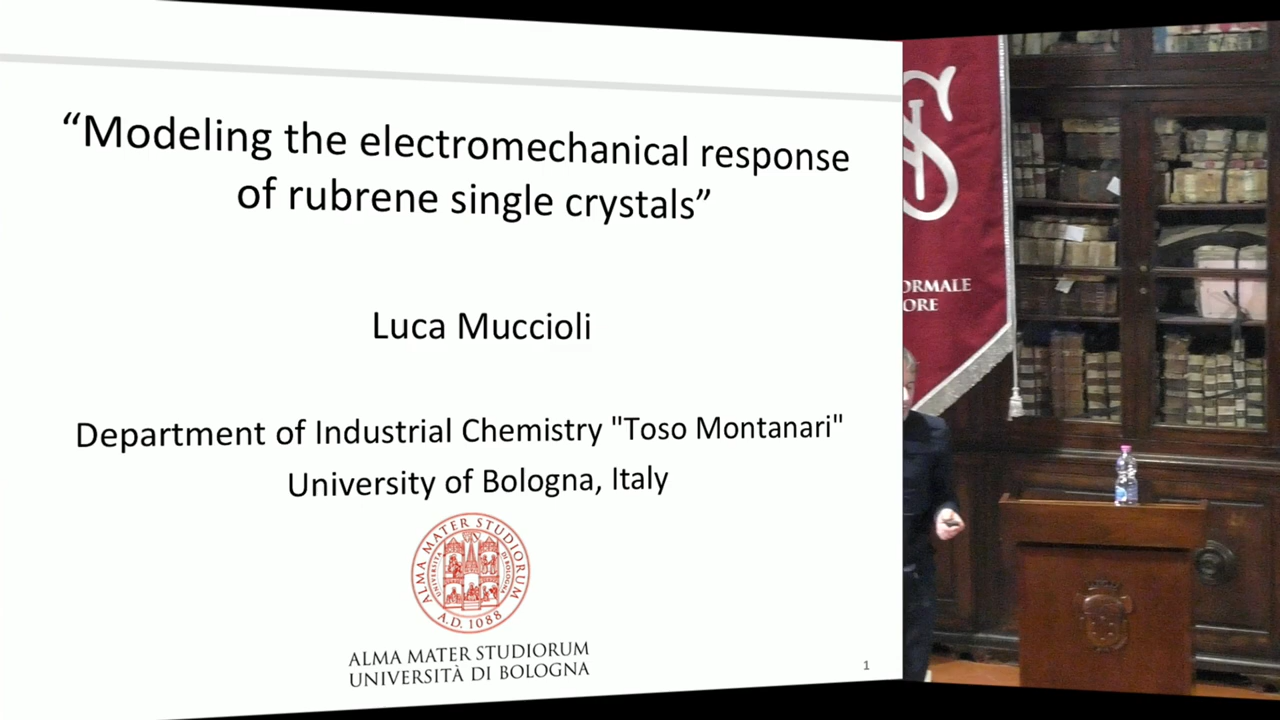 “Modeling the electromechanical response
of rubrene single crystals”
Luca Muccioli
Department of Industrial Chemistry "Toso Montanari"
University of Bologna, Italy
ALMA MATER STUDIORUM
A.D. 1088
ALMA MATER STUDIORUM
UNIVERSITÀ DI BOLOGNA
1
S
ORMALE
ORE